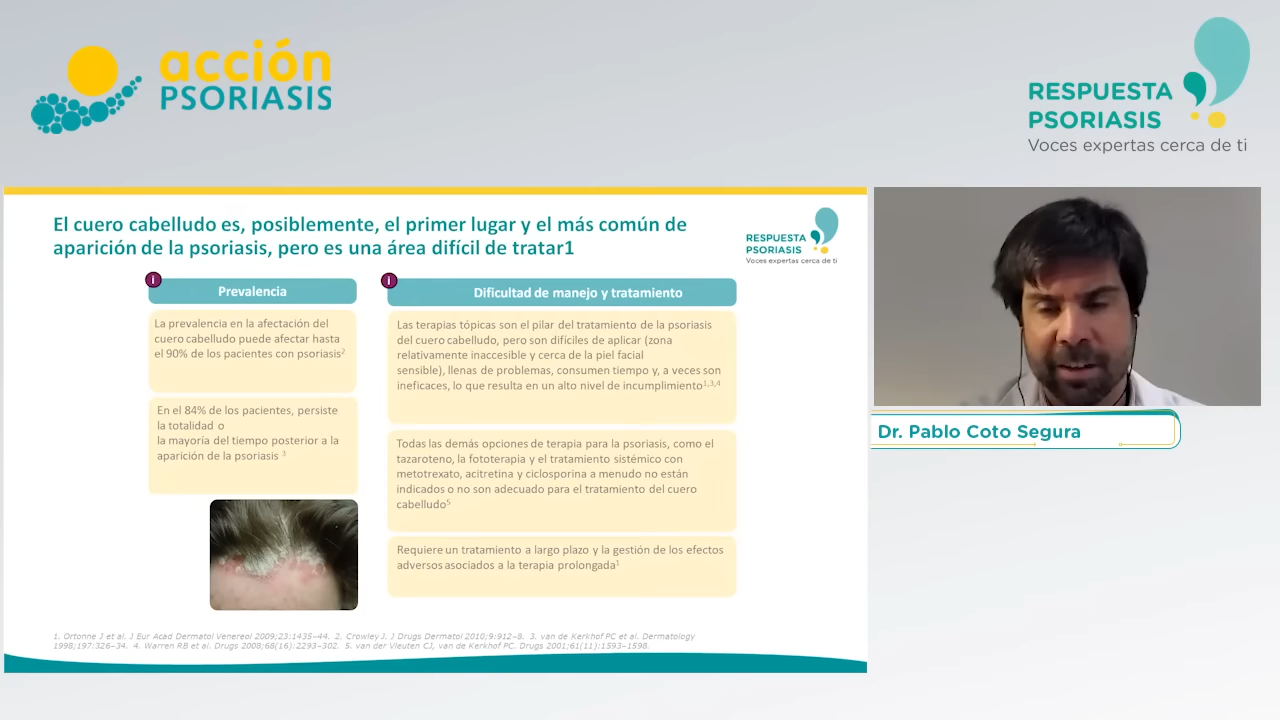 acción
PSORIASIS
RESPUESTA
PSORIASIS
Voces expertas cerca de ti
El cuero cabelludo es, posiblemente, el primer lugar y el más común de
aparición de la psoriasis, pero es una área difícil de tratar1
RESPUESTA
PSORIASIS
Voces expertas cerca de ti
i
Prevalencia
La prevalencia en la afectación del
cuero cabelludo puede afectar hasta
el 90% de los pacientes con psoriasis2
En el 84% de los pacientes, persiste
la totalidad o
la mayoría del tiempo posterior a la
aparición de la psoriasis 3
i
Dificultad de manejo y tratamiento
Las terapias tópicas son el pilar del tratamiento de la psoriasis
del cuero cabelludo, pero son difíciles de aplicar (zona
relativamente inaccesible y cerca de la piel facial
sensible), llenas de problemas, consumen tiempo y, a veces son
ineficaces, lo que resulta en un alto nivel de incumplimiento1,3,4
Todas las demás opciones de terapia para la psoriasis, como el
tazaroteno, la fototerapia y el tratamiento sistémico con
metotrexato, acitretina y ciclosporina a menudo no están
indicados o no son adecuado para el tratamiento del cuero
cabelludo5
Requiere un tratamiento a largo plazo y la gestión de los efectos
adversos asociados a la terapia prolongada1
1. Ortonne J et al. J Eur Acad Dermatol Venereol 2009;23:1435–44. 2. Crowley J. J Drugs Dermatol 2010;9:912–8. 3. van de Kerkhof PC et al. Dermatology
1998;197:326–34. 4. Warren RB et al. Drugs 2008;68(16):2293–302. 5. van der Vleuten CJ, van de Kerkhof PC. Drugs 2001;61(11):1593–1598.
Dr. Pablo Coto Segura